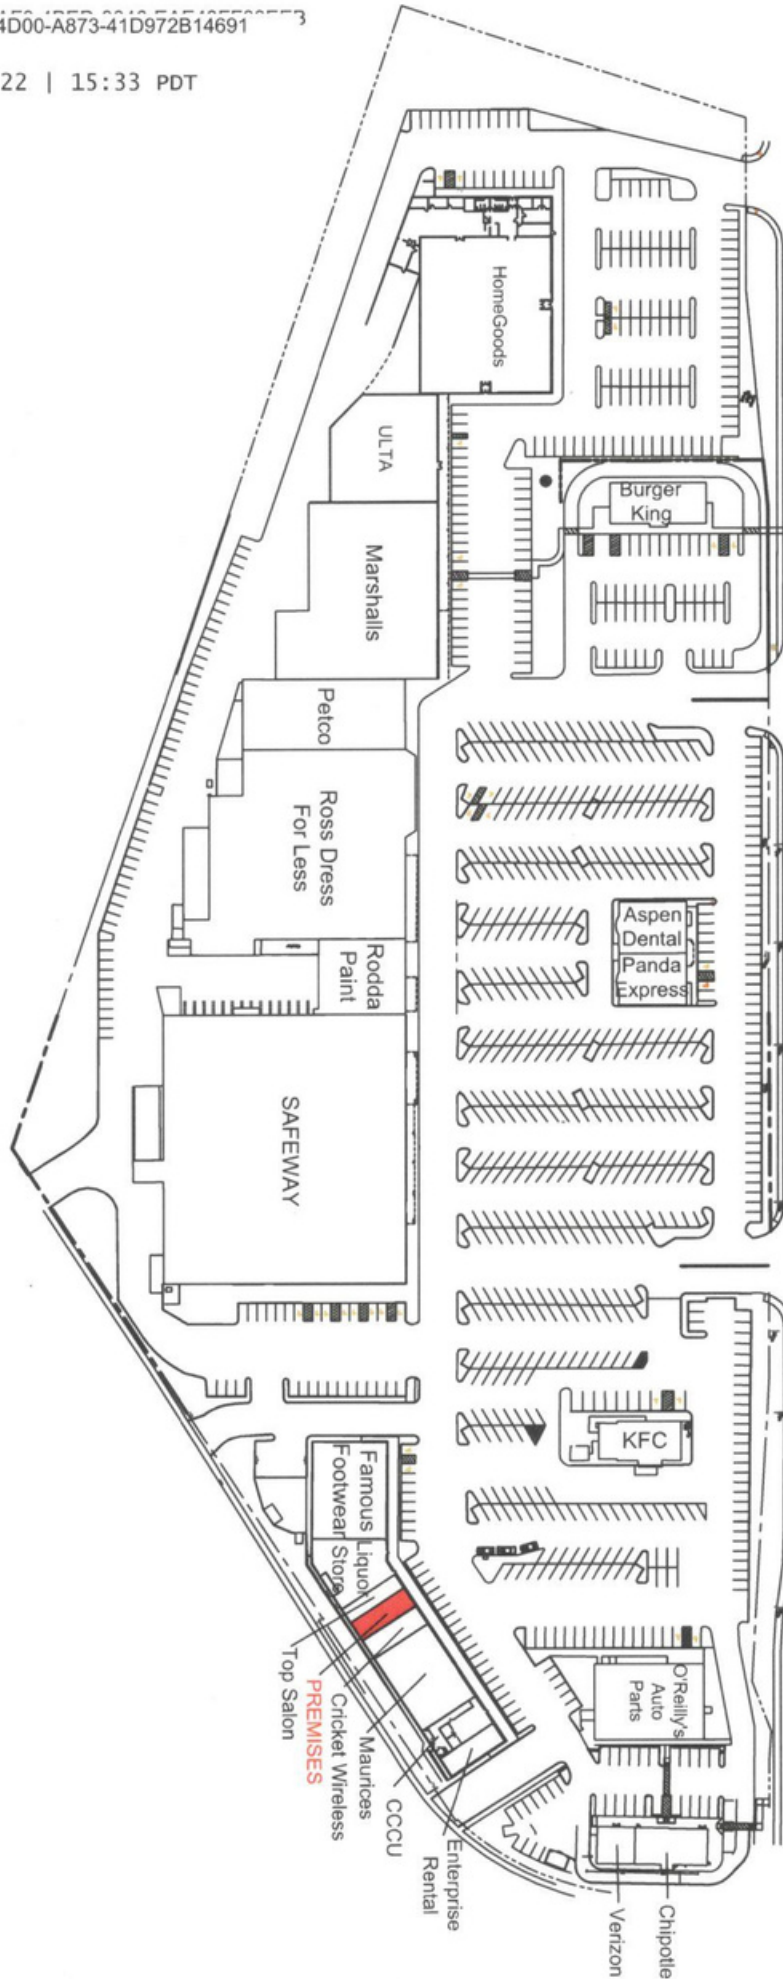 4D00-A873-41D972B14691
22 | 15:33 PDT
HomeGoods
ULTA
Burger
King
Marshalls
Petco
Ross Dress
For Less
Aspen
Dental
Panda
Express
Rodda
Paint
SAFEWAY
KFC
Famous
Footwear
Liquor
Store
O'Reilly's
Auto
Parts
Top Salon
PREMISES
Cricket Wireless
Maurices
CCCU
Enterprise
Rental
Verizon
Chipotle